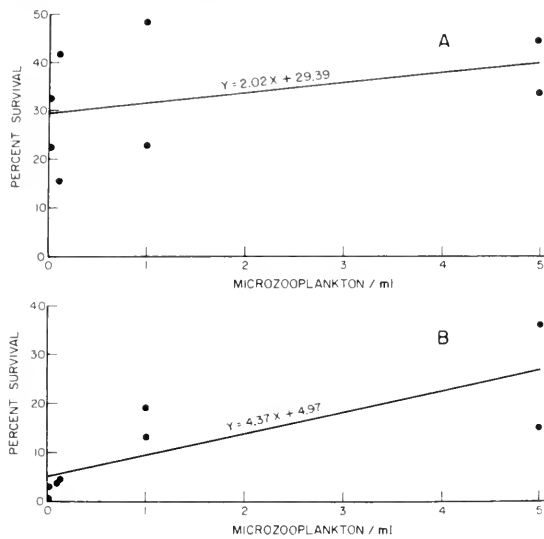 50
40
30
20
10
0
PERCENT SURVIVAL
A
Y = 2.02 X + 29.39
0 1 2 3 4 5
MICROZOOPLANKTON / ml
40
30
20
10
0
PERCENT SURVIVAL
B
Y = 4.37 X + 4.97
0 1 2 3 4 5
MICROZOOPLANKTON / ml